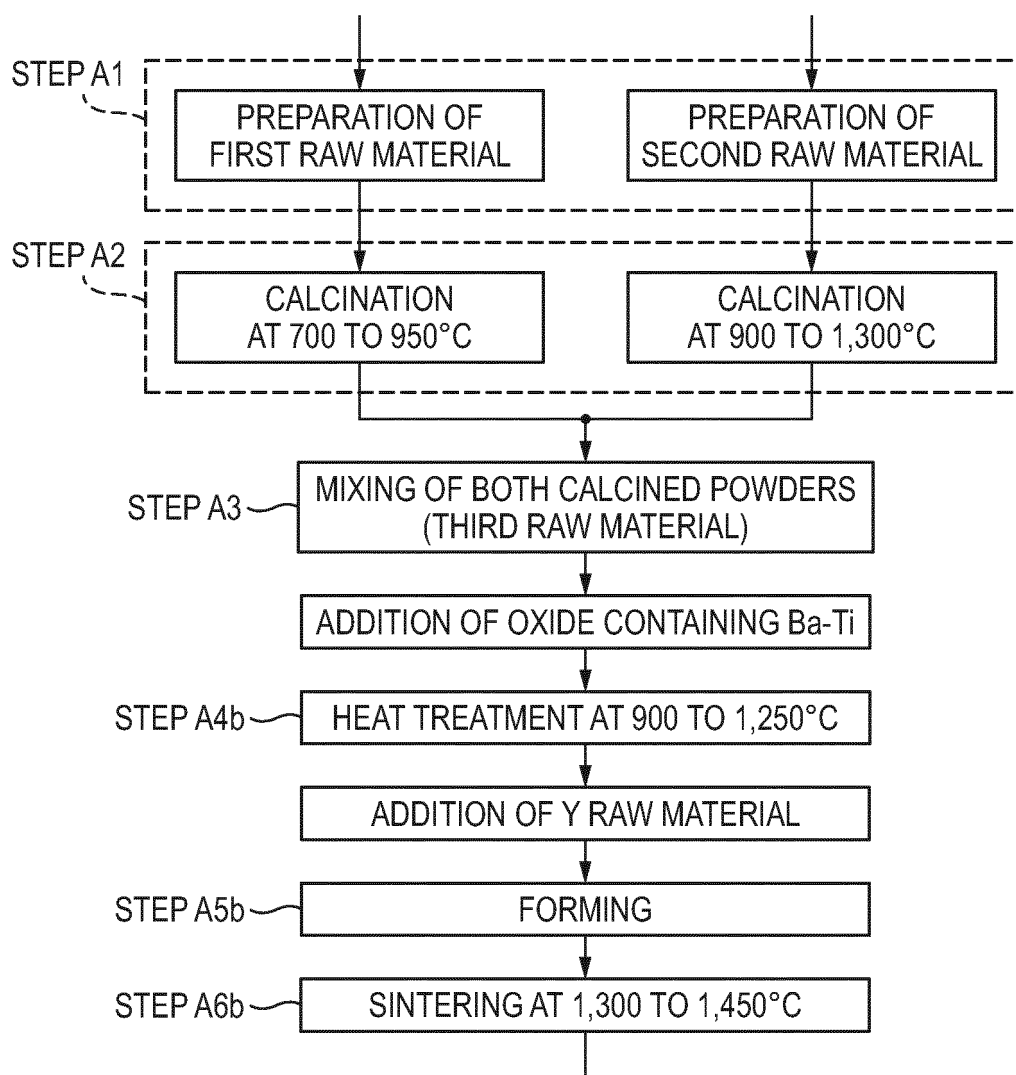 STEP A1
PREPARATION OF
FIRST RAW MATERIAL
PREPARATION OF
SECOND RAW MATERIAL
STEP A2
CALCINATION
AT 700 TO 950°C
CALCINATION
AT 900 TO 1,300°C
STEP A3
MIXING OF BOTH CALCINED POWDERS
(THIRD RAW MATERIAL)
ADDITION OF OXIDE CONTAINING Ba-Ti
STEP A4b
HEAT TREATMENT AT 900 TO 1,250°C
ADDITION OF Y RAW MATERIAL
STEP A5b
FORMING
STEP A6b
SINTERING AT 1,300 TO 1,450°C